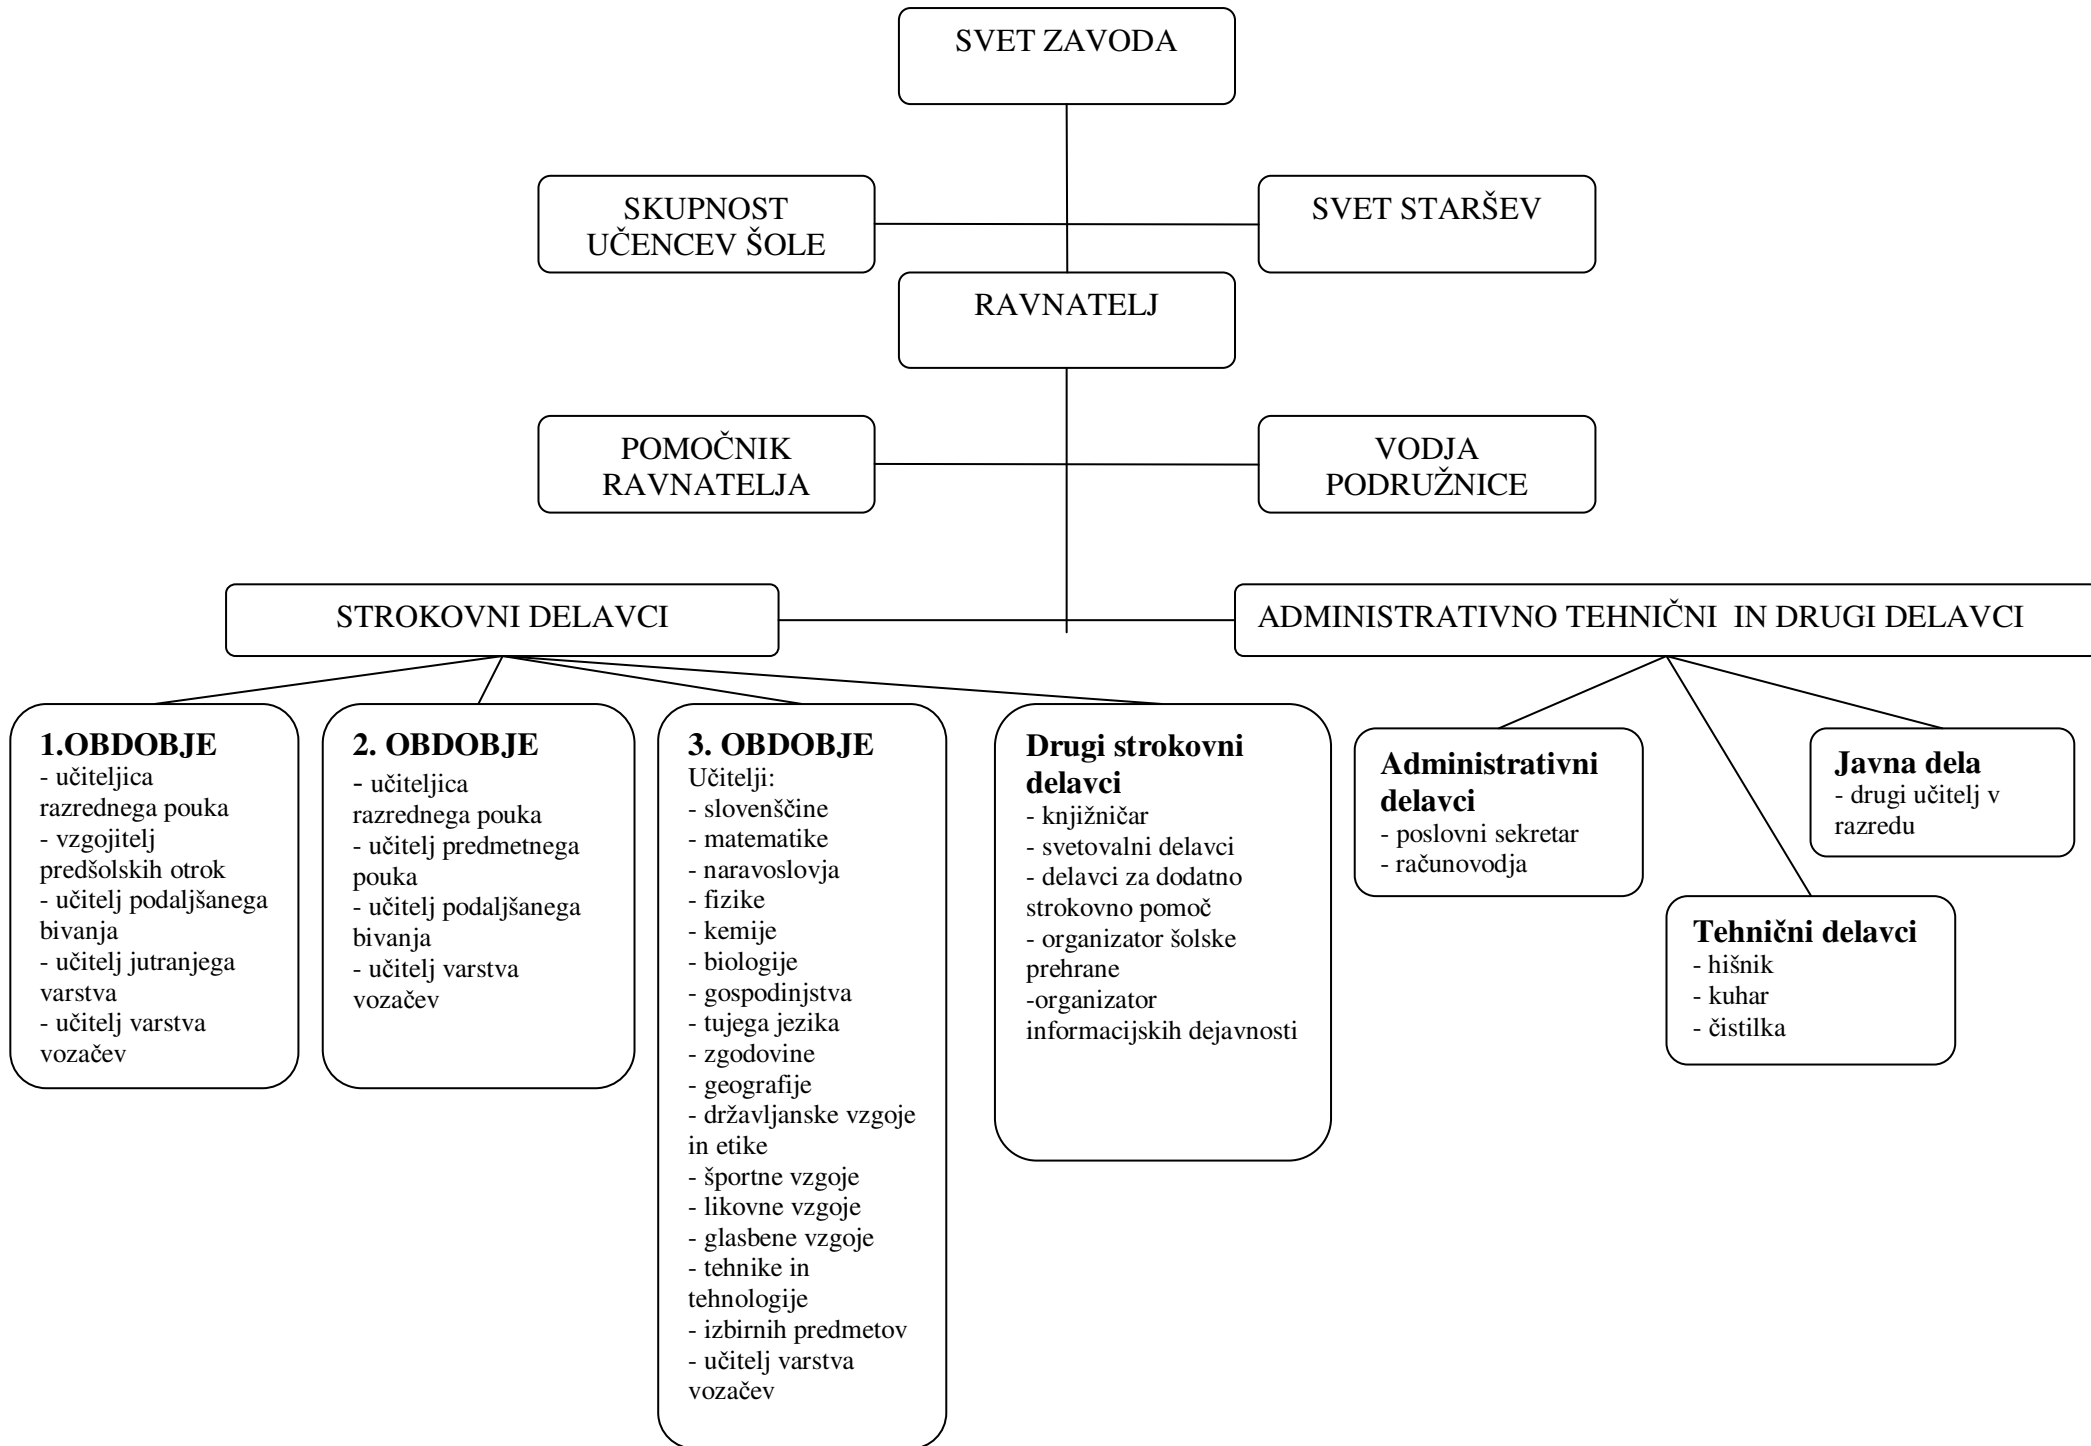 SVET ZAVODA
SKUPNOST
UČENCEV ŠOLE
SVET STARŠEV
RAVNATELJ
POMOČNIK
RAVNATELJA
VODJA
PODRUŽNICE
STROKOVNI DELAVCI
ADMINISTRATIVNO TEHNIČNI  IN DRUGI DELAVCI
1.OBDOBJE
- učiteljica
razrednega pouka
- vzgojitelj
predšolskih otrok
- učitelj podaljšanega
bivanja
- učitelj jutranjega
varstva
- učitelj varstva
vozačev
2. OBDOBJE
- učiteljica
razrednega pouka
- učitelj predmetnega
pouka
- učitelj podaljšanega
bivanja
- učitelj varstva
vozačev
3. OBDOBJE
Učitelji:
- slovenščine
- matematike
- naravoslovja
- fizike
- kemije
- biologije
- gospodinjstva
- tujega jezika
- zgodovine
- geografije
- državljanske vzgoje
in etike
- športne vzgoje
- likovne vzgoje
- glasbene vzgoje
- tehnike in
tehnologije
- izbirnih predmetov
- učitelj varstva
vozačev
Drugi strokovni
delavci
- knjižničar
- svetovalni delavci
- delavci za dodatno
strokovno pomoč
- organizator šolske
prehrane
-organizator
informacijskih dejavnosti
Administrativni
delavci
- poslovni sekretar
- računovodja
Tehnični delavci
- hišnik
- kuhar
- čistilka
Javna dela
- drugi učitelj v
razredu